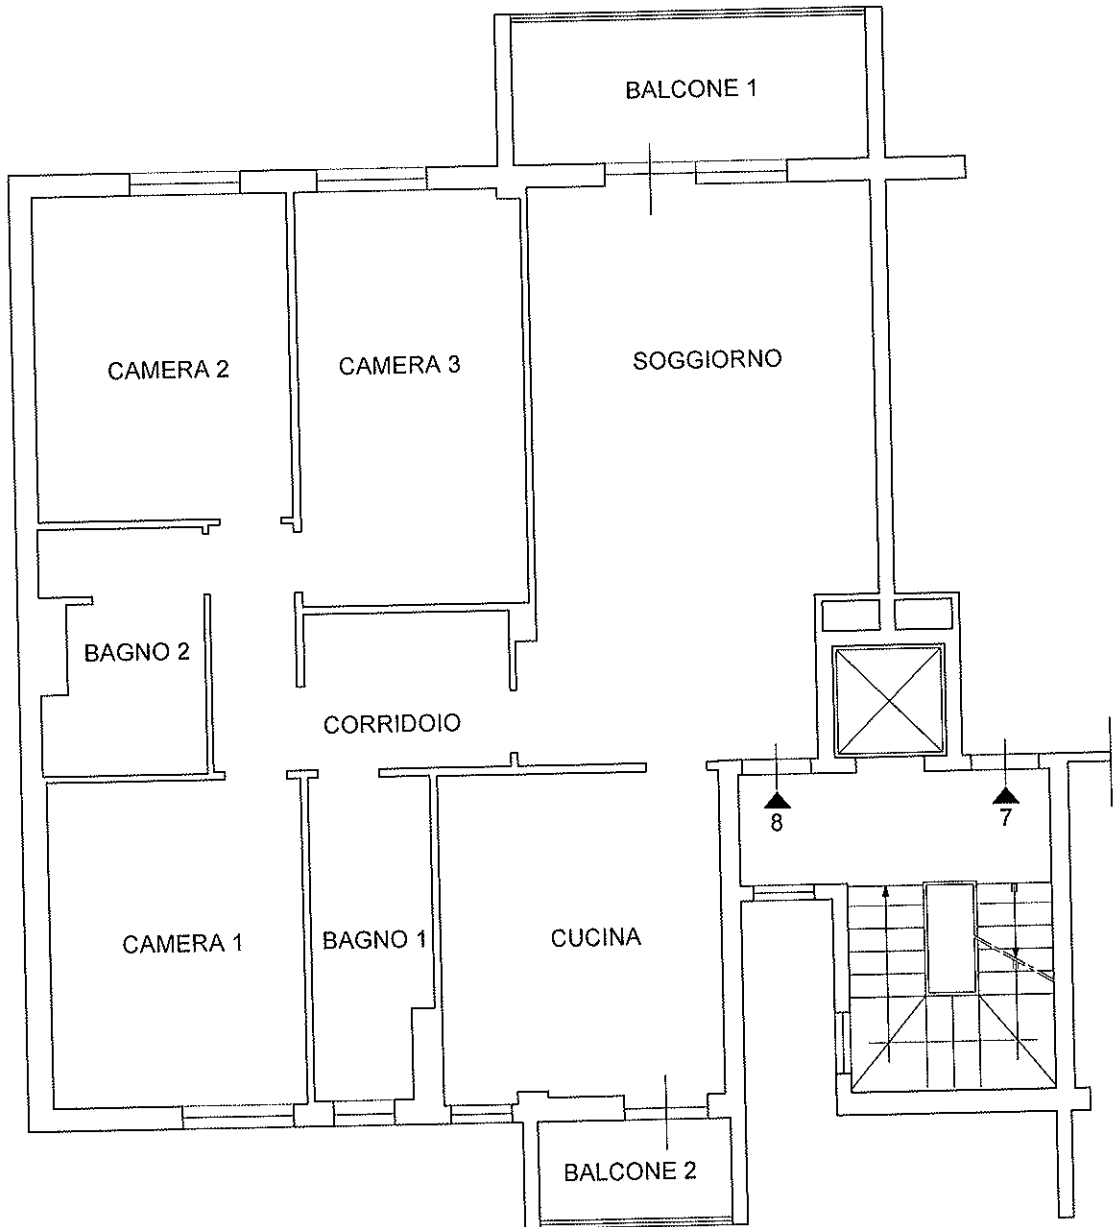 BALCONE 1
CAMERA 2
CAMERA 3
SOGGIORNO
BAGNO 2
CORRIDOIO
8
7
CAMERA 1
BAGNO 1
CUCINA
BALCONE 2